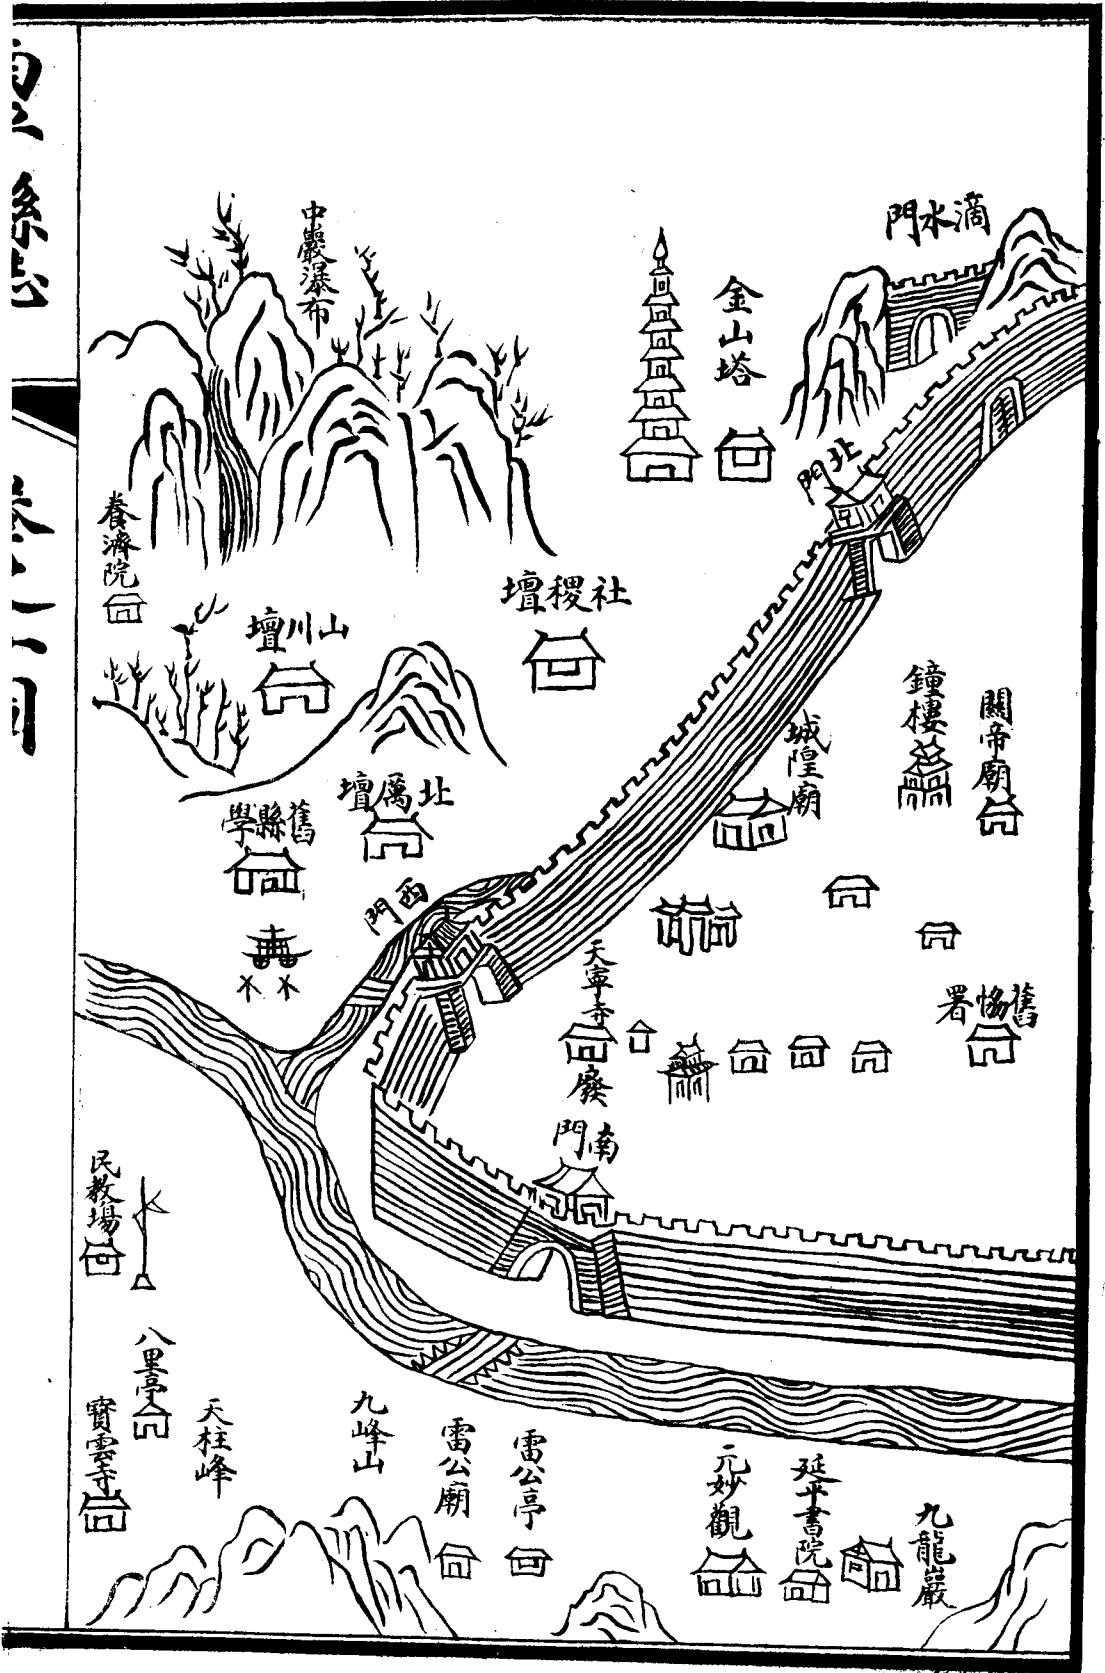 縣志
滴水門
金山塔
中巖瀑布
北門
養濟院
社稷壇
山川壇
關帝廟
鐘樓
城隍廟
北厲壇
舊縣學
西門
舊協署
天寧寺廢
南門
民教場
八里亭
寶雲寺
天柱峰
九峰山
雷公廟
雷公亭
元妙觀
延平書院
九龍巖